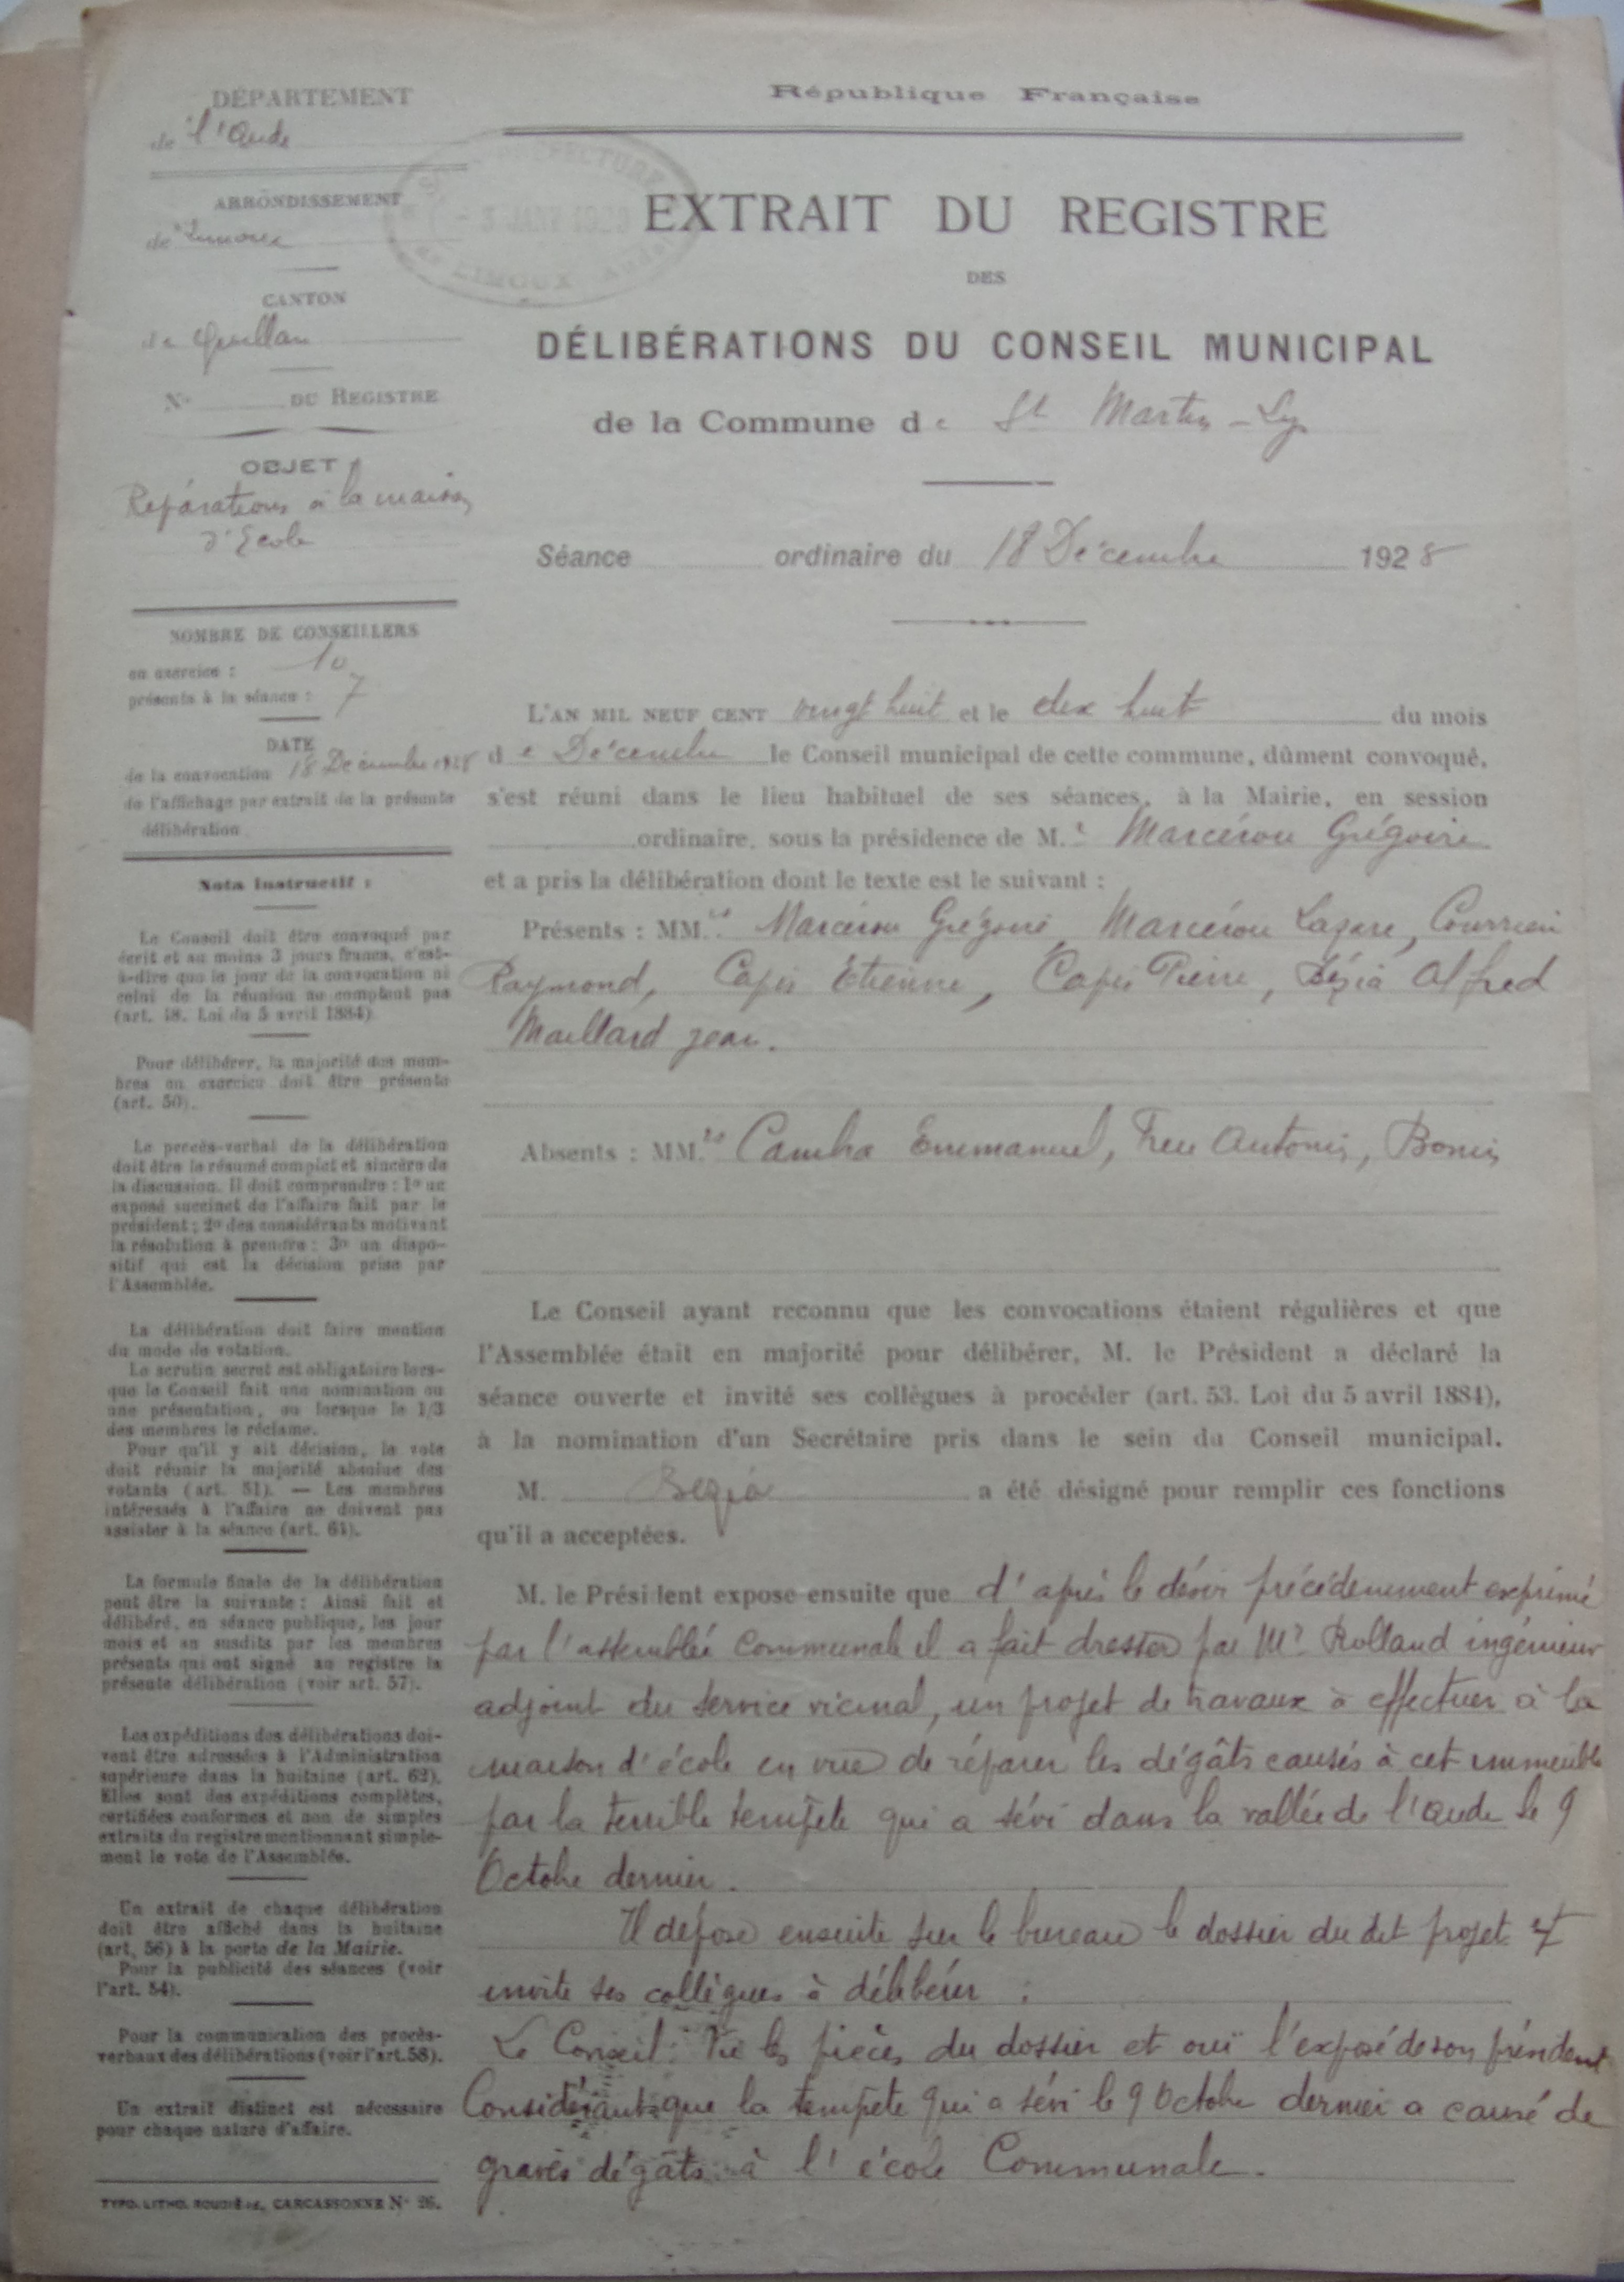 DÉPARTEMENT
de l'Aude
ARRONDISSEMENT
de Limoux
CANTON
de Quillan
N° DU REGISTRE
OBJET
Réparations à la maison
d'Ecole
NOMBRE DE CONSEILLERS
en exercice : 10
présents à la séance : 7
DATE
de la convocation 18 Décembre 1928
de l'affichage par extrait de la présente
délibération
Nota Instructif :
Le Conseil doit être convoqué par
écrit et au moins 3 jours francs, c'est-
à-dire que le jour de la convocation ni
celui de la réunion ne comptent pas
(art. 48. Loi du 5 avril 1884)
Pour délibérer, la majorité des mem-
bres en exercice doit être présente
(art. 50).
Le procès-verbal de la délibération
doit être le résumé complet et sincère de
la discussion. Il doit comprendre : 1° un
exposé succinct de l'affaire fait par le
président ; 2° des considérants motivant
la résolution à prendre : 3° un dispo-
sitif qui est la décision prise par
l'Assemblée.
La délibération doit faire mention
du mode de votation.
Le scrutin secret est obligatoire lors-
que le Conseil fait une nomination ou
une présentation, ou lorsque le 1/3
des membres le réclame.
Pour qu'il y ait décision, le vote
doit réunir la majorité absolue des
votants (art. 51). — Les membres
intéressés à l'affaire ne doivent pas
assister à la séance (art. 64).
La formule finale de la délibération
peut être la suivante : Ainsi fait et
délibéré, en séance publique, les jour
mois et an susdits par les membres
présents qui ont signé au registre la
présente délibération (voir art. 57).
Les expéditions des délibérations doi-
vent être adressées à l'Administration
supérieure dans la huitaine (art. 62).
Elles sont des expéditions complètes,
certifiées conformes et non de simples
extraits du registre mentionnant simple-
ment le vote de l'Assemblée.
Un extrait de chaque délibération
doit être affiché dans la huitaine
(art, 56) à la porte de la Mairie.
Pour la publicité des séances (voir
l'art. 54).
Pour la communication des procès-
verbaux des délibérations (voir l'art. 58).
Un extrait distinct est nécessaire
pour chaque nature d'affaire.
TYPO. LITHO. CARCASSONNE N° 26.
PRÉFECTURE
JANV 1929
de LIMOUX Aude
République Française
EXTRAIT DU REGISTRE
DES
DÉLIBÉRATIONS DU CONSEIL MUNICIPAL
de la Commune de St Martin-Lys
Séance ordinaire du 18 Décembre 1928
L'AN MIL NEUF CENT vingt huit et le dix huit du mois
de Décembre le Conseil municipal de cette commune, dûment convoqué,
s'est réuni dans le lieu habituel de ses séances, à la Mairie, en session
ordinaire, sous la présidence de M.r Marcérou Grégoire
et a pris la délibération dont le texte est le suivant :
Présents : MM.rs Marcérou Grégoire, Marcérou Lazare, Courrieu
Raymond, Capis Etienne, Capis Pierre, Bézia Alfred
Maillard jean.
Absents : MM.rs Cambra Emmanuel, Antonin, Bonis
Le Conseil ayant reconnu que les convocations étaient régulières et que
l'Assemblée était en majorité pour délibérer, M. le Président a déclaré la
séance ouverte et invité ses collègues à procéder (art. 53. Loi du 5 avril 1884),
à la nomination d'un Secrétaire pris dans le sein du Conseil municipal.
M. Bezia a été désigné pour remplir ces fonctions
qu'il a acceptées.
M. le Président expose ensuite que d'après le désir précédemment exprimé
par l'assemblée Communale il a fait dresser par Mr. Rolland ingénieur
adjoint du service vicinal, un projet de travaux à effectuer à la
maison d'école en vue de réparer les dégâts causés à cet immeuble
par la terrible tempête qui a sévi dans la vallée de l'Aude le 9
Octobre dernier.
Il dépose ensuite sur le bureau le dossier du dit projet et
invite ses collègues à délibérer :
Le Conseil : Vu les pièces du dossier et ouï l'exposé de son président
Considérant que la tempête qui a sévi le 9 Octobre dernier a causé de
graves dégâts à l'école Communale.